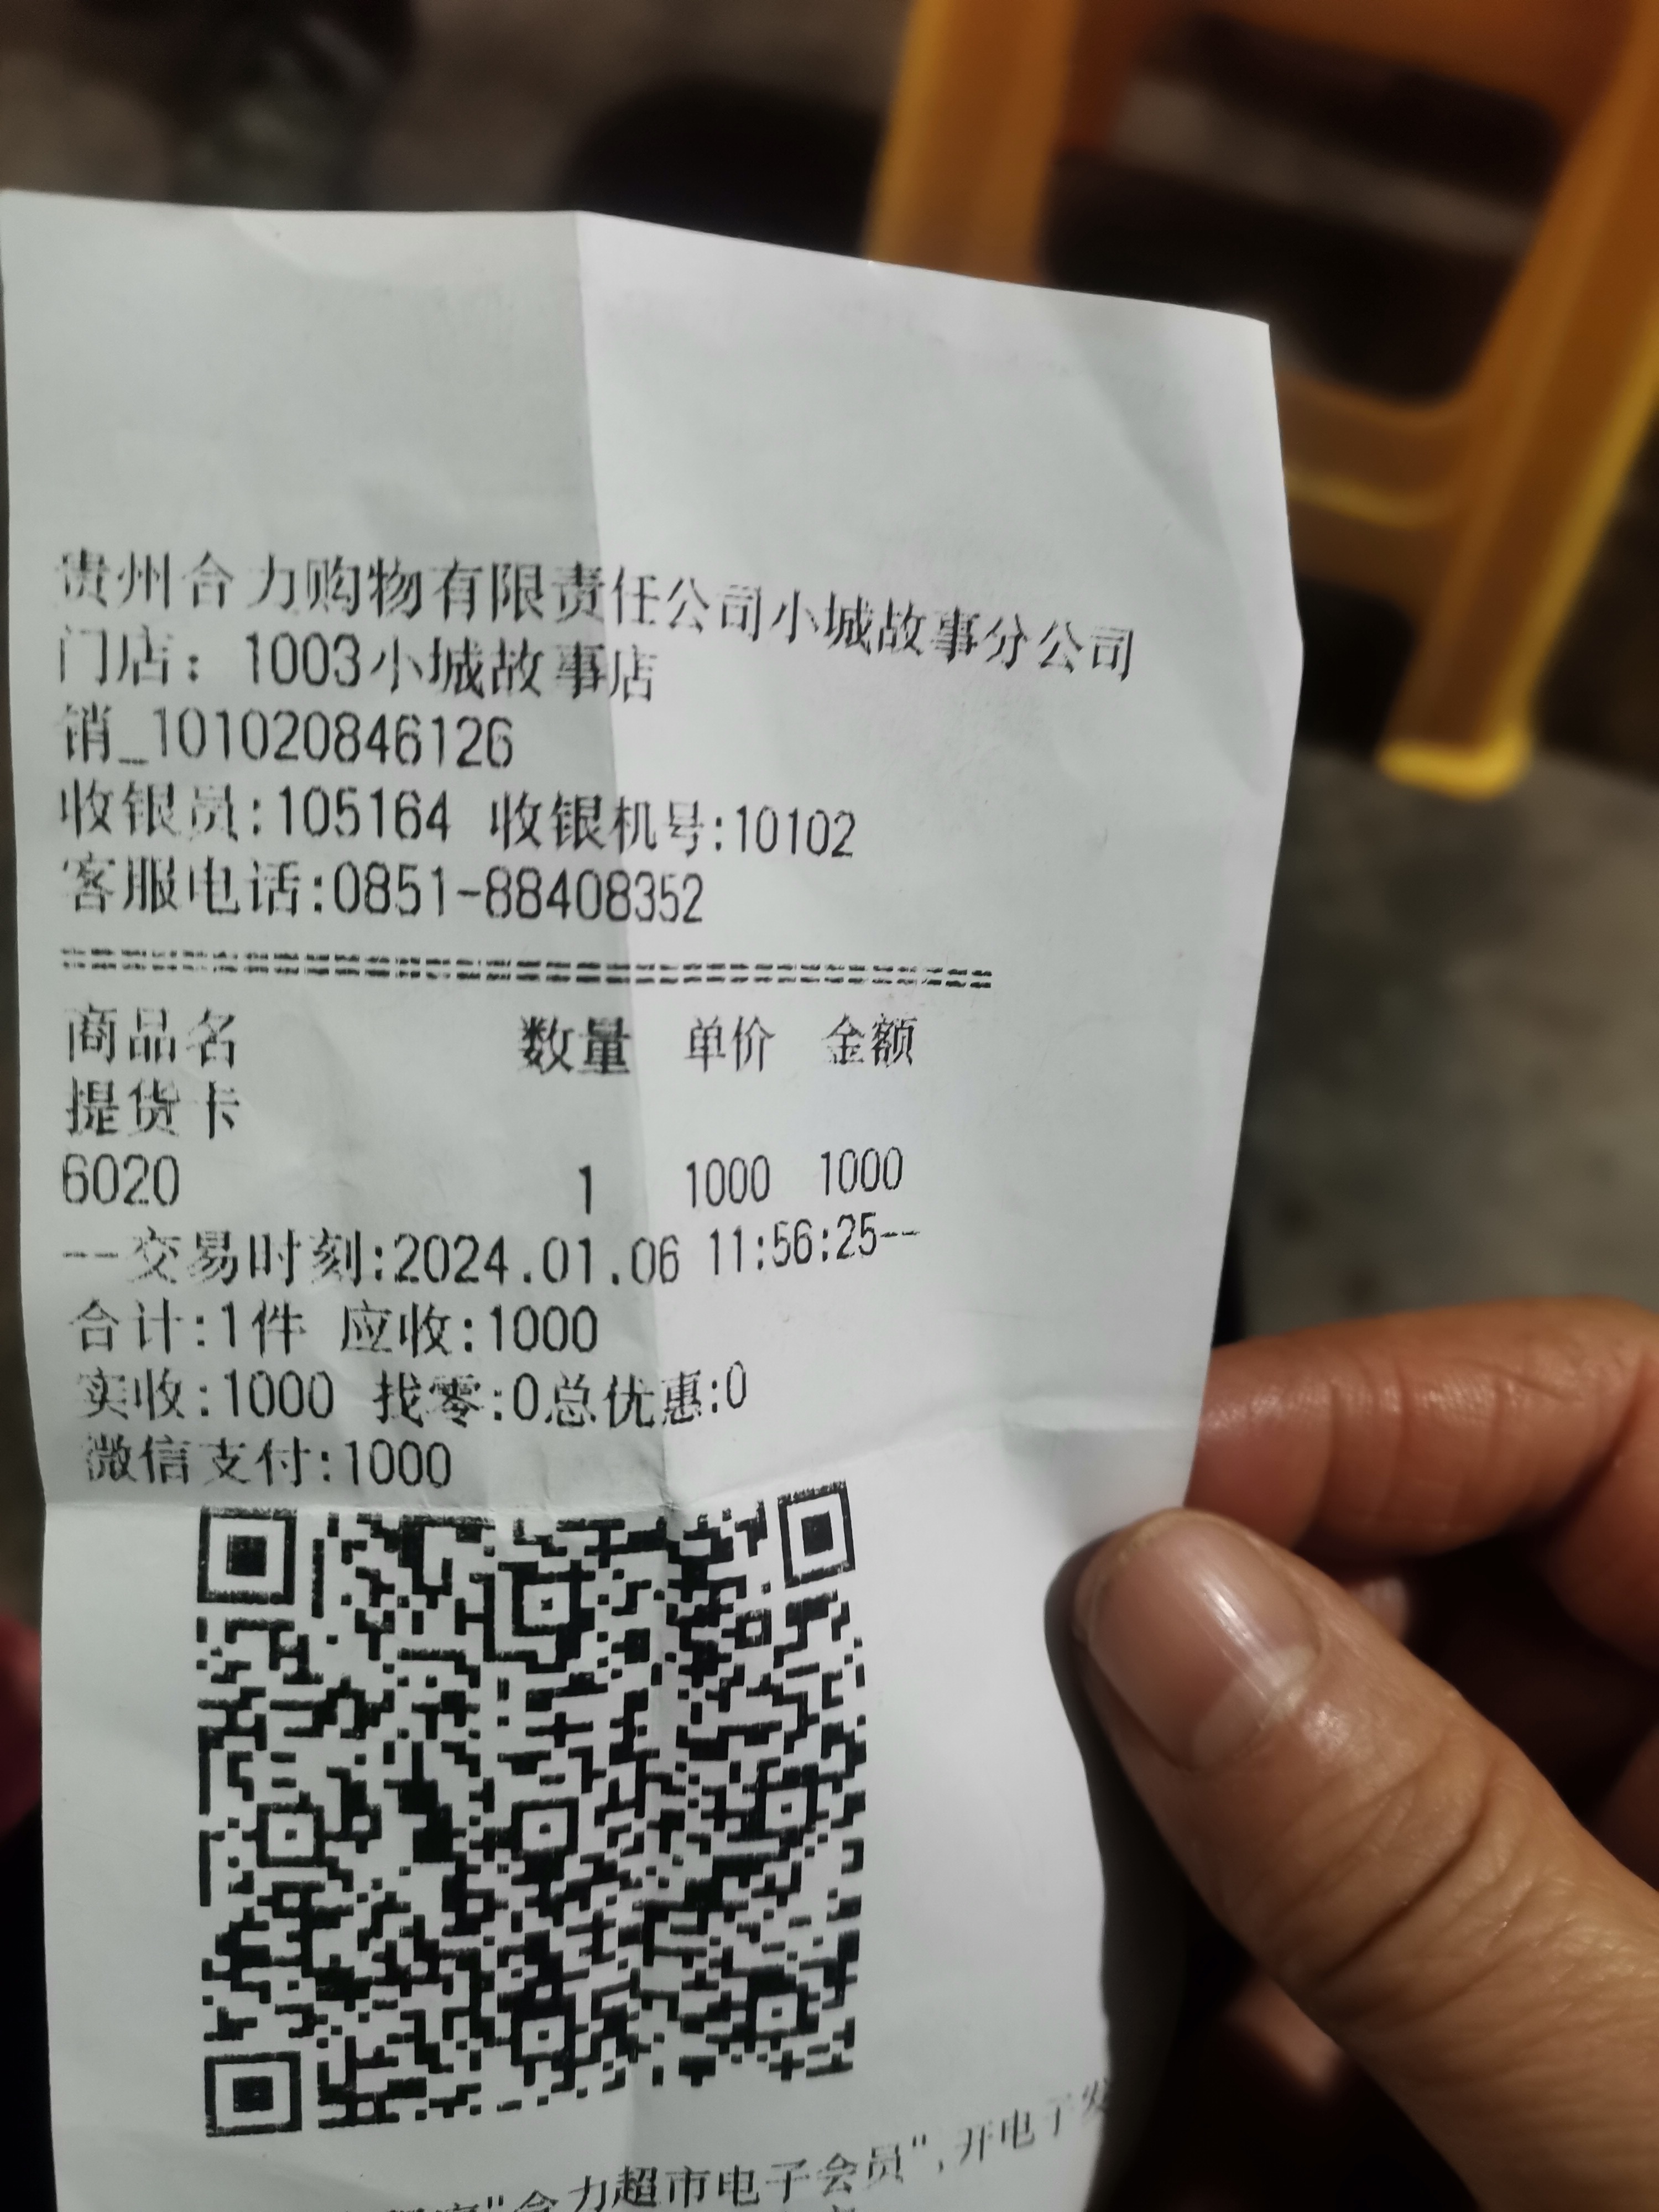 贵州合力购物有限责任公司小城故事分公司
门店：1003小城故事店
销_101020846126
收银员:105164 收银机号:10102
客服电话:0851-88408352
================================
商品名 数量 单价 金额
提货卡
6020 1 1000 1000
--交易时刻:2024.01.06 11:56:25--
合计:1件 应收:1000
实收:1000 找零:0总优惠:0
微信支付:1000
"合力超市电子会员",开电子发